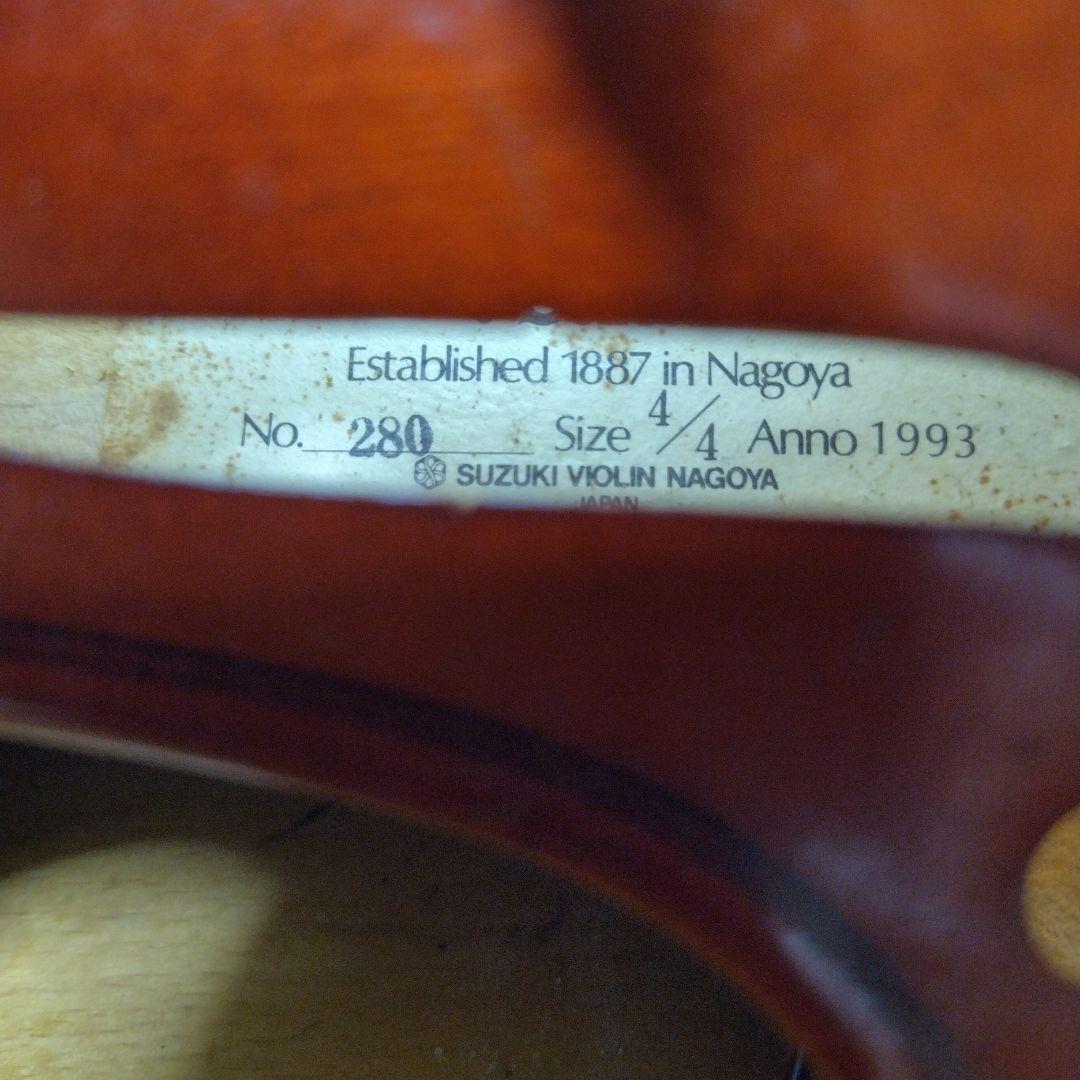 Established 1887 in Nagoya
No. 280 Size 4/4 Anno 1993
SUZUKI VIOLIN NAGOYA
JAPAN